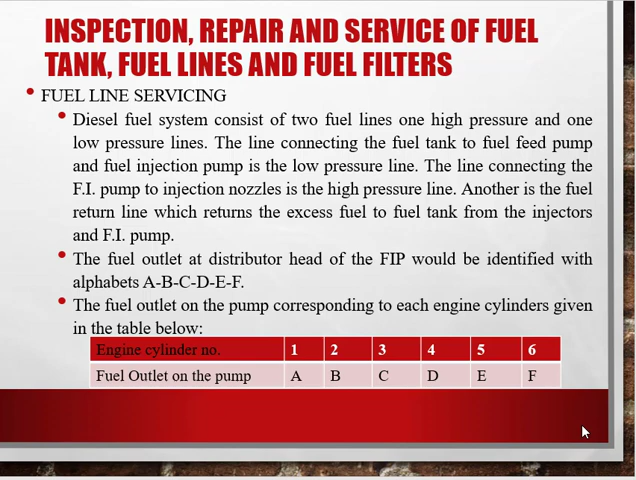 INSPECTION, REPAIR AND SERVICE OF FUEL
TANK, FUEL LINES AND FUEL FILTERS
• FUEL LINE SERVICING
• Diesel fuel system consist of two fuel lines one high pressure and one
low pressure lines. The line connecting the fuel tank to fuel feed pump
and fuel injection pump is the low pressure line. The line connecting the
F.I. pump to injection nozzles is the high pressure line. Another is the fuel
return line which returns the excess fuel to fuel tank from the injectors
and F.I. pump.
• The fuel outlet at distributor head of the FIP would be identified with
alphabets A-B-C-D-E-F.
• The fuel outlet on the pump corresponding to each engine cylinders given
in the table below:
Engine cylinder no. 1 2 3 4 5 6
Fuel Outlet on the pump A B C D E F